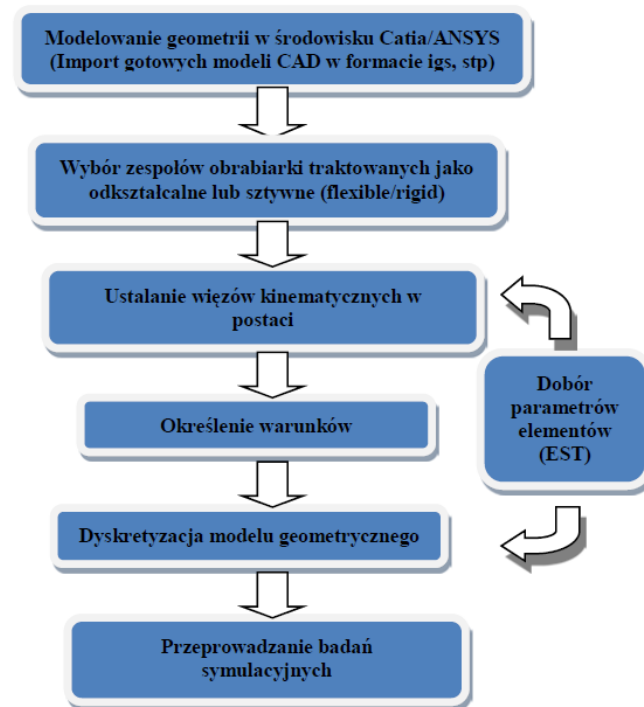 Modelowanie geometrii w środowisku Catia/ANSYS
(Import gotowych modeli CAD w formacie igs, stp)
Wybór zespołów obrabiarki traktowanych jako
odkształcalne lub sztywne (flexible/rigid)
Ustalanie więzów kinematycznych w
postaci
Dobór
parametrów
elementów
(EST)
Określenie warunków
Dyskretyzacja modelu geometrycznego
Przeprowadzanie badań
symulacyjnych